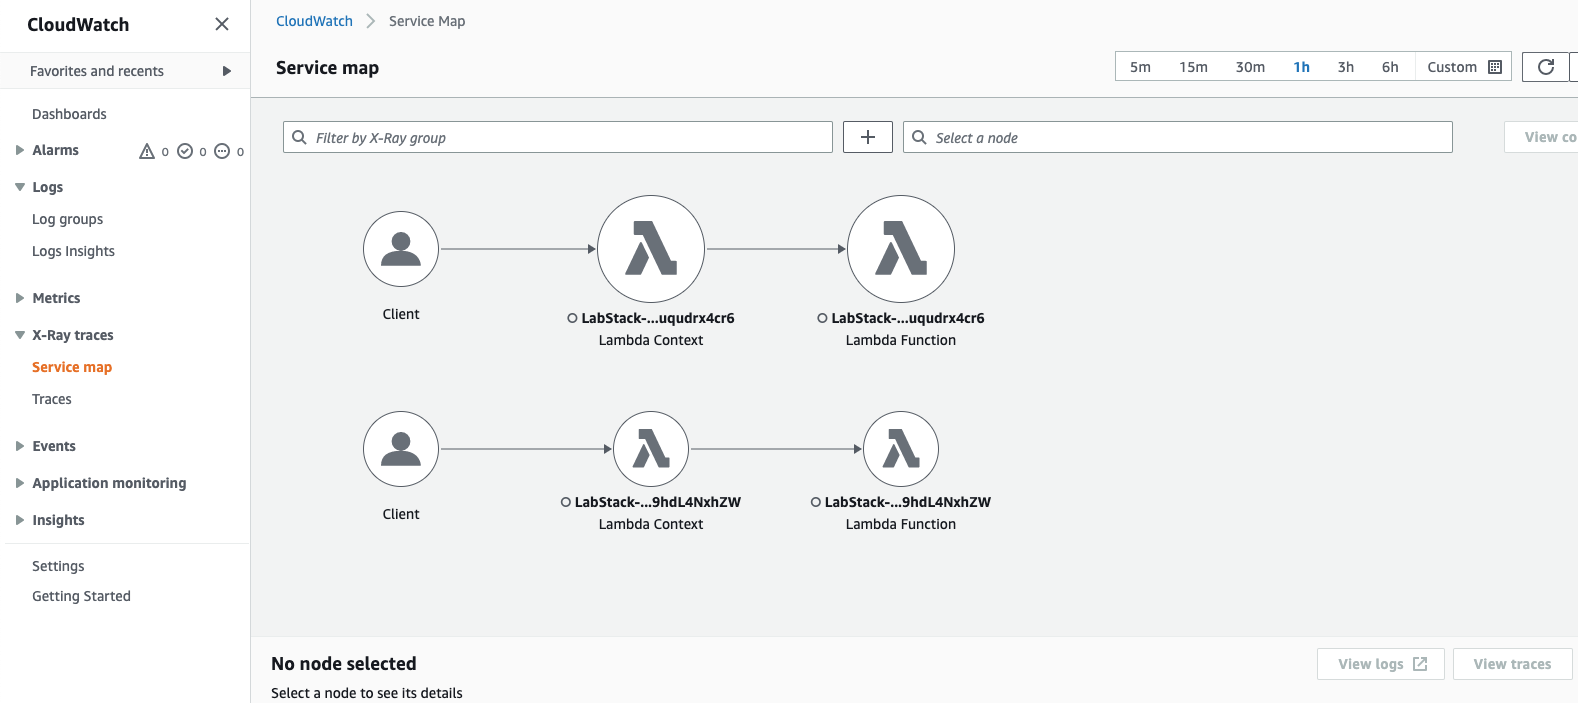 CloudWatch
Favorites and recents
Dashboards
Alarms 0 0 0
Logs
Log groups
Logs Insights
Metrics
X-Ray traces
Service map
Traces
Events
Application monitoring
Insights
Settings
Getting Started
CloudWatch Service Map
Service map
5m 15m 30m 1h 3h 6h Custom
Filter by X-Ray group
Select a node
View co
Client
LabStack-...uqudrx4cr6
Lambda Context
LabStack-...uqudrx4cr6
Lambda Function
Client
LabStack-...9hdL4NxhZW
Lambda Context
LabStack-...9hdL4NxhZW
Lambda Function
No node selected
Select a node to see its details
View logs
View traces